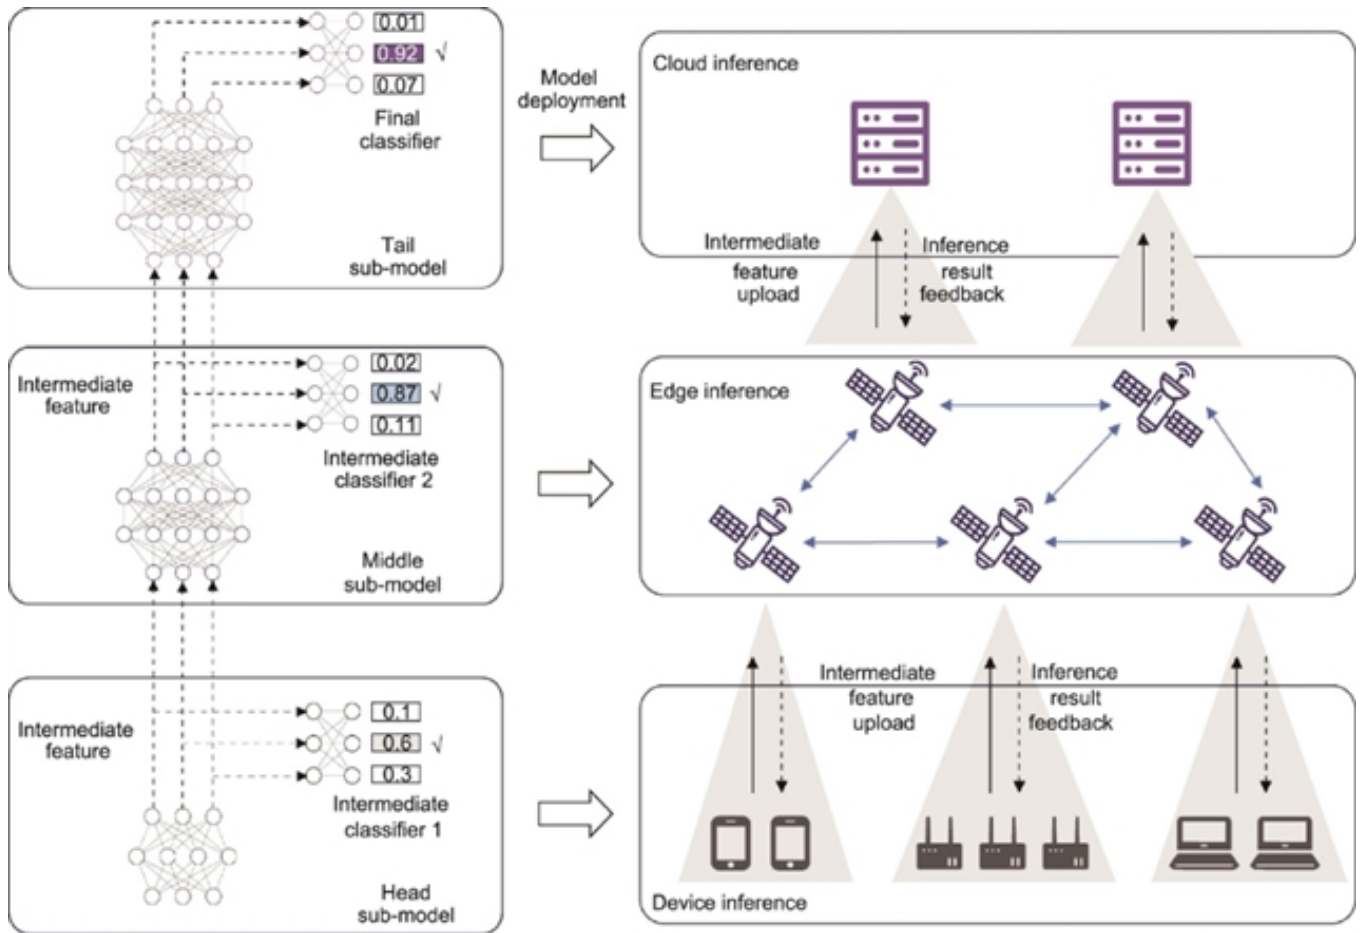 0.01
0.92 √
0.07
Final
classifier
Tail
sub-model
Model
deployment
Cloud inference
Intermediate
feature
upload
Inference
result
feedback
Intermediate
feature
0.02
0.87 √
0.11
Intermediate
classifier 2
Middle
sub-model
Edge inference
Intermediate
feature
upload
Inference
result
feedback
Intermediate
feature
0.1
0.6 √
0.3
Intermediate
classifier 1
Head
sub-model
Device inference